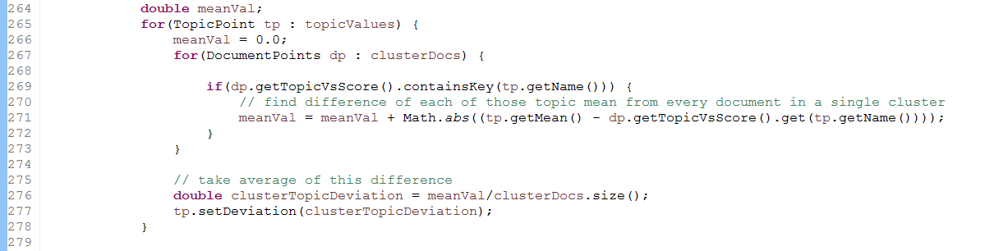 264 double meanVal;
265 for(TopicPoint tp : topicValues) {
266 meanVal = 0.0;
267 for(DocumentPoints dp : clusterDocs) {
268
269 if(dp.getTopicVsScore().containsKey(tp.getName())) {
270 // find difference of each of those topic mean from every document in a single cluster
271 meanVal = meanVal + Math.abs((tp.getMean() - dp.getTopicVsScore().get(tp.getName())));
272 }
273 }
274
275 // take average of this difference
276 double clusterTopicDeviation = meanVal/clusterDocs.size();
277 tp.setDeviation(clusterTopicDeviation);
278 }
279